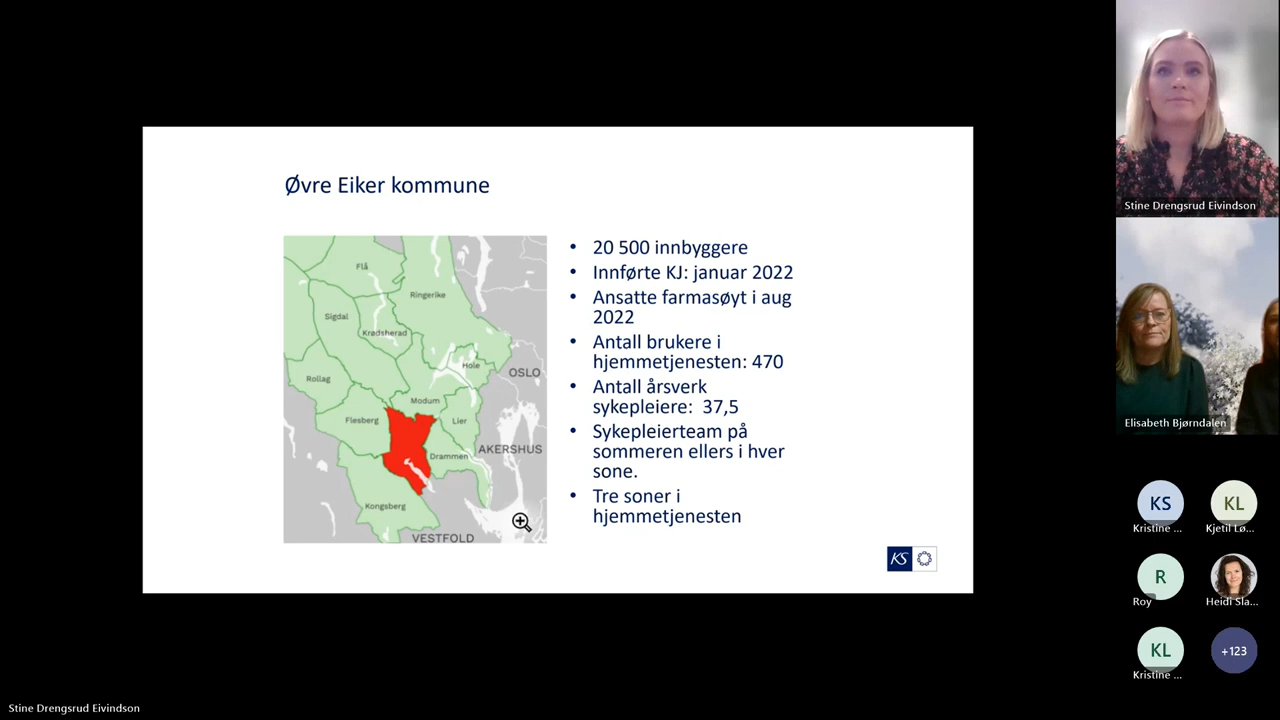 Øvre Eiker kommune
Flå
Ringerike
Sigdal
Krødsherad
Hole
OSLO
Rollag
Modum
Flesberg
Lier
AKERSHUS
Drammen
Kongsberg
VESTFOLD
• 20 500 innbyggere
• Innførte KJ: januar 2022
• Ansatte farmasøyt i aug
2022
• Antall brukere i
hjemmetjenesten: 470
• Antall årsverk
sykepleiere: 37,5
• Sykepleierteam på
sommeren ellers i hver
sone.
• Tre soner i
hjemmetjenesten
KS
Stine Drengsrud Eivindson
Elisabeth Bjørndalen
KS
Kristine ...
KL
Kjetil Lø...
R
Roy
Heidi Sla...
KL
Kristine ...
+123
Stine Drengsrud Eivindson